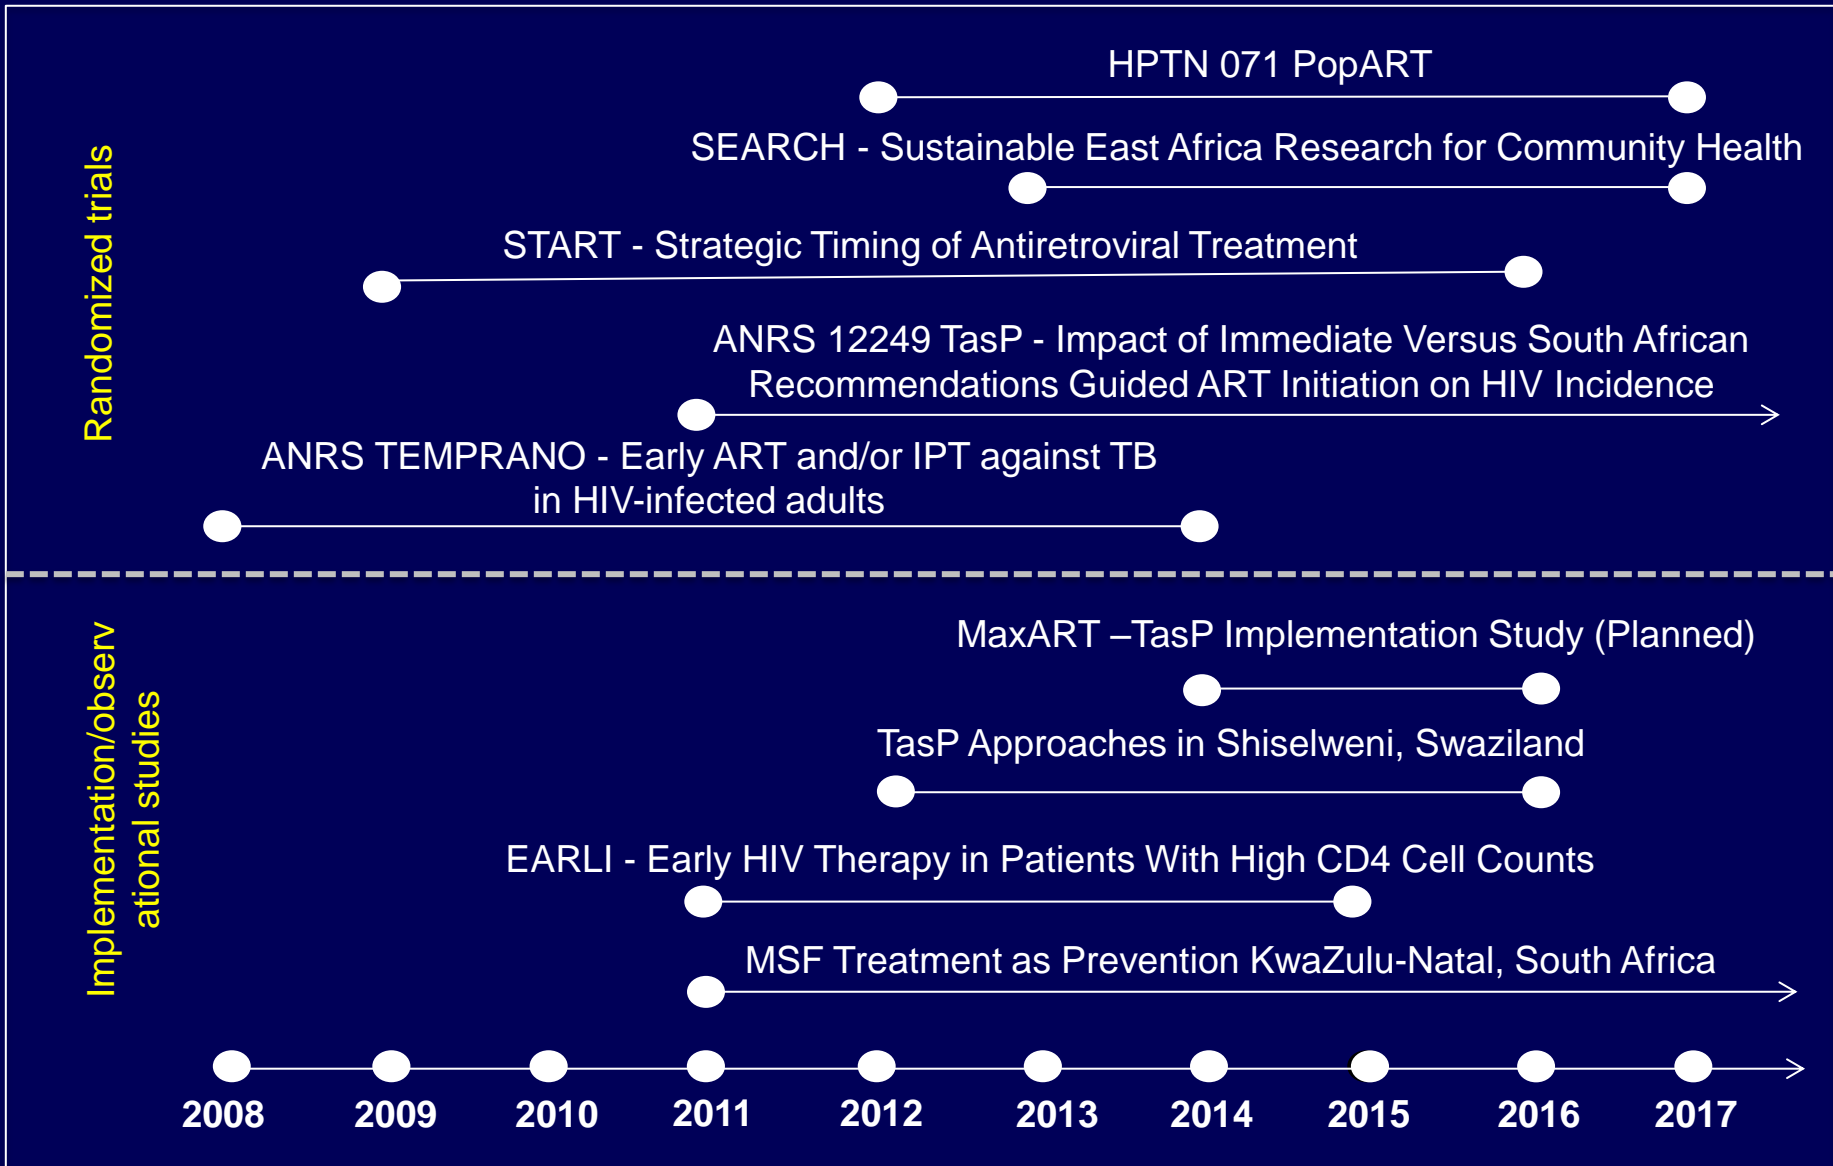 Randomized trials
HPTN 071 PopART
SEARCH - Sustainable East Africa Research for Community Health
START - Strategic Timing of Antiretroviral Treatment
ANRS 12249 TasP - Impact of Immediate Versus South African
Recommendations Guided ART Initiation on HIV Incidence
ANRS TEMPRANO - Early ART and/or IPT against TB
in HIV-infected adults
Implementation/observ
ational studies
MaxART –TasP Implementation Study (Planned)
TasP Approaches in Shiselweni, Swaziland
EARLI - Early HIV Therapy in Patients With High CD4 Cell Counts
MSF Treatment as Prevention KwaZulu-Natal, South Africa
2008 2009 2010 2011 2012 2013 2014 2015 2016 2017